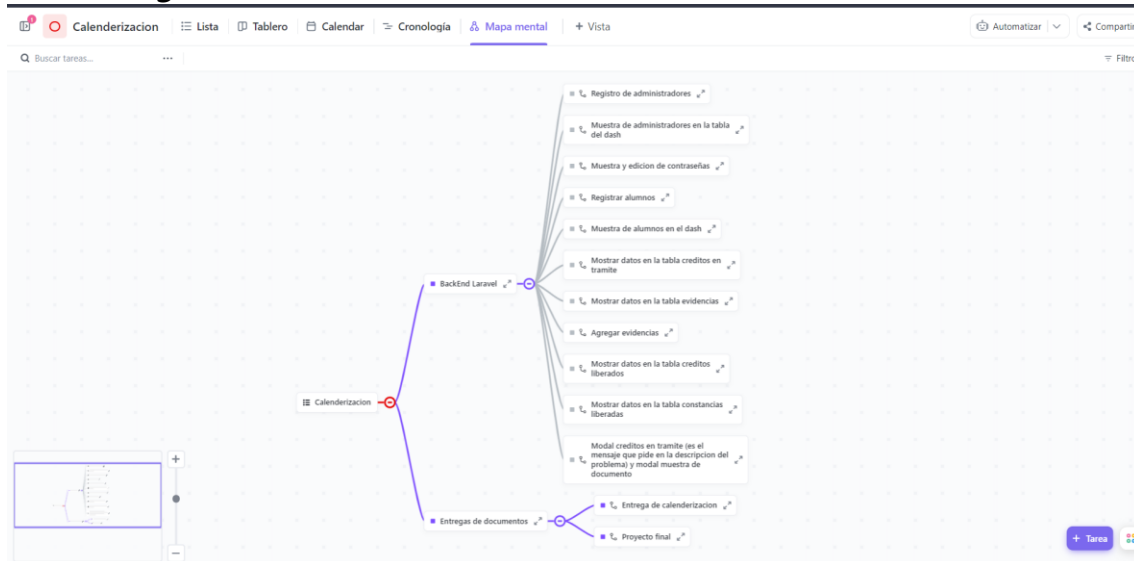 Calenderizacion
Lista
Tablero
Calendar
Cronología
Mapa mental
+ Vista
Automatizar
Compartir
Buscar tareas...
Filtro
Registro de administradores
Muestra de administradores en la tabla
del dash
Muestra y edicion de contraseñas
Registrar alumnos
Muestra de alumnos en el dash
Mostrar datos en la tabla creditos en
tramite
BackEnd Laravel
Mostrar datos en la tabla evidencias
Agregar evidencias
Mostrar datos en la tabla creditos
liberados
Calenderizacion
Mostrar datos en la tabla constancias
liberadas
Modal creditos en tramite (es el
mensaje que pide en la descripcion del
problema) y modal muestra de
documento
Entrega de calenderizacion
Entregas de documentos
Proyecto final
+ Tarea